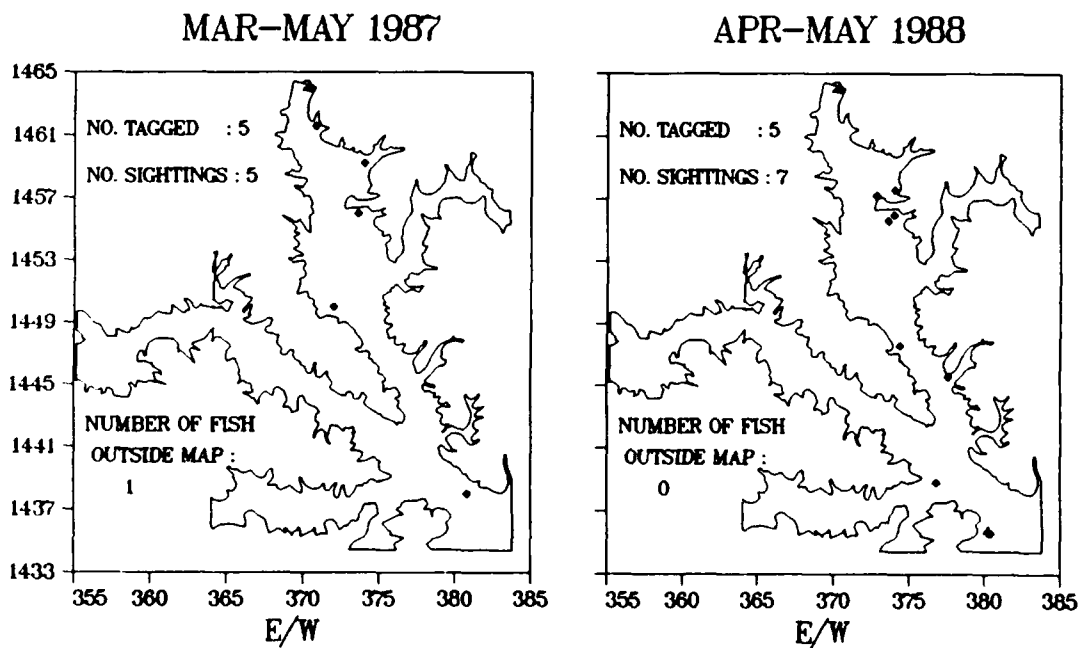 MAR-MAY 1987
1465
1461
1457
1453
1449
1445
1441
1437
1433
NO. TAGGED : 5
NO. SIGHTINGS : 5
NUMBER OF FISH
OUTSIDE MAP :
1
355 360 365 370 375 380 385
E/W
APR-MAY 1988
NO. TAGGED : 5
NO. SIGHTINGS : 7
NUMBER OF FISH
OUTSIDE MAP :
0
355 360 365 370 375 380 385
E/W